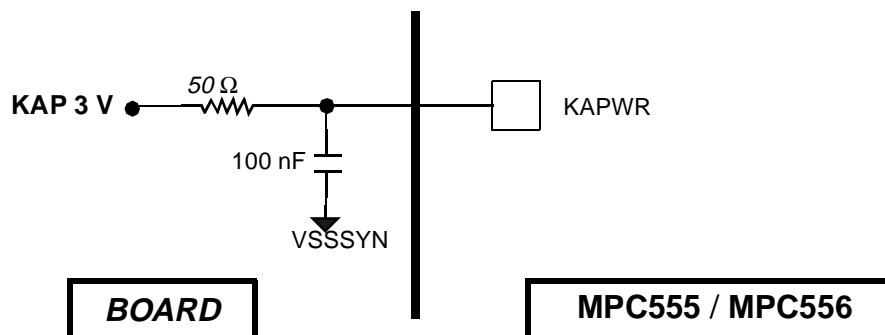 50 Ω
KAP 3 V
KAPWR
100 nF
VSSSYN
BOARD
MPC555 / MPC556